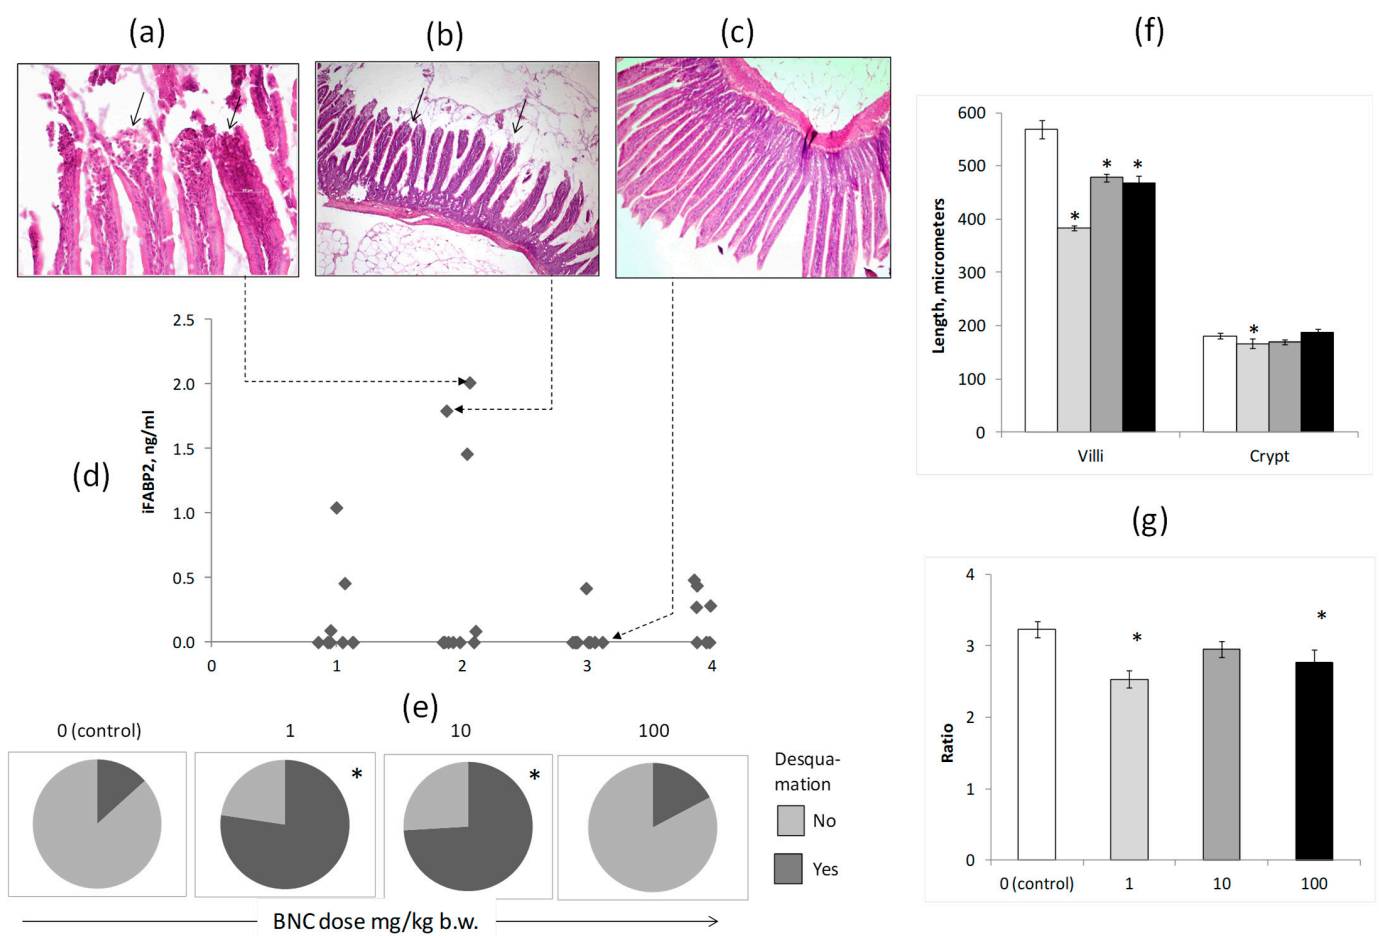 (a)
(b)
(c)
(d)
iFABP2, ng/ml
2.5
2.0
1.5
1.0
0.5
0.0
0 1 2 3 4
(e)
0 (control) 1 10 100
* *
Desqua-
mation
No
Yes
BNC dose mg/kg b.w.
(f)
Length, micrometers
600
500
400
300
200
100
0
* * * *
Villi Crypt
(g)
Ratio
4
3
2
1
0
* *
0 (control) 1 10 100